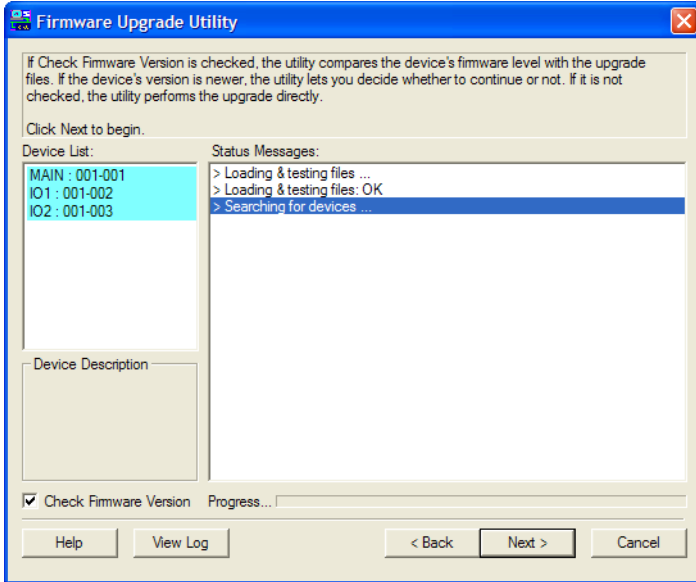 Firmware Upgrade Utility
If Check Firmware Version is checked, the utility compares the device's firmware level with the upgrade
files. If the device's version is newer, the utility lets you decide whether to continue or not. If it is not
checked, the utility performs the upgrade directly.
Click Next to begin.
Device List:
MAIN : 001-001
IO1 : 001-002
IO2 : 001-003
Status Messages:
> Loading & testing files ...
> Loading & testing files: OK
> Searching for devices ...
Device Description
Check Firmware Version
Progress...
Help
View Log
< Back
Next >
Cancel